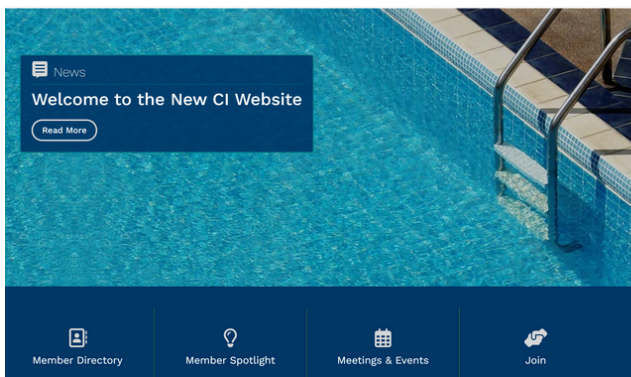 News
Welcome to the New CI Website
Read More
Member Directory
Member Spotlight
Meetings & Events
Join